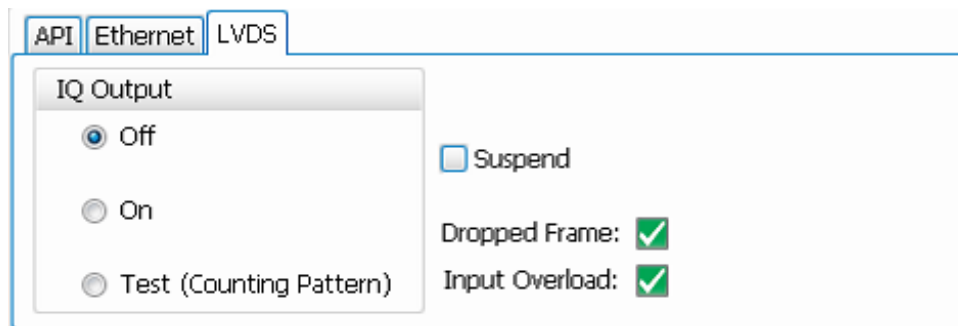 API Ethernet LVDS
IQ Output
Off
On
Test (Counting Pattern)
Suspend
Dropped Frame:
Input Overload: